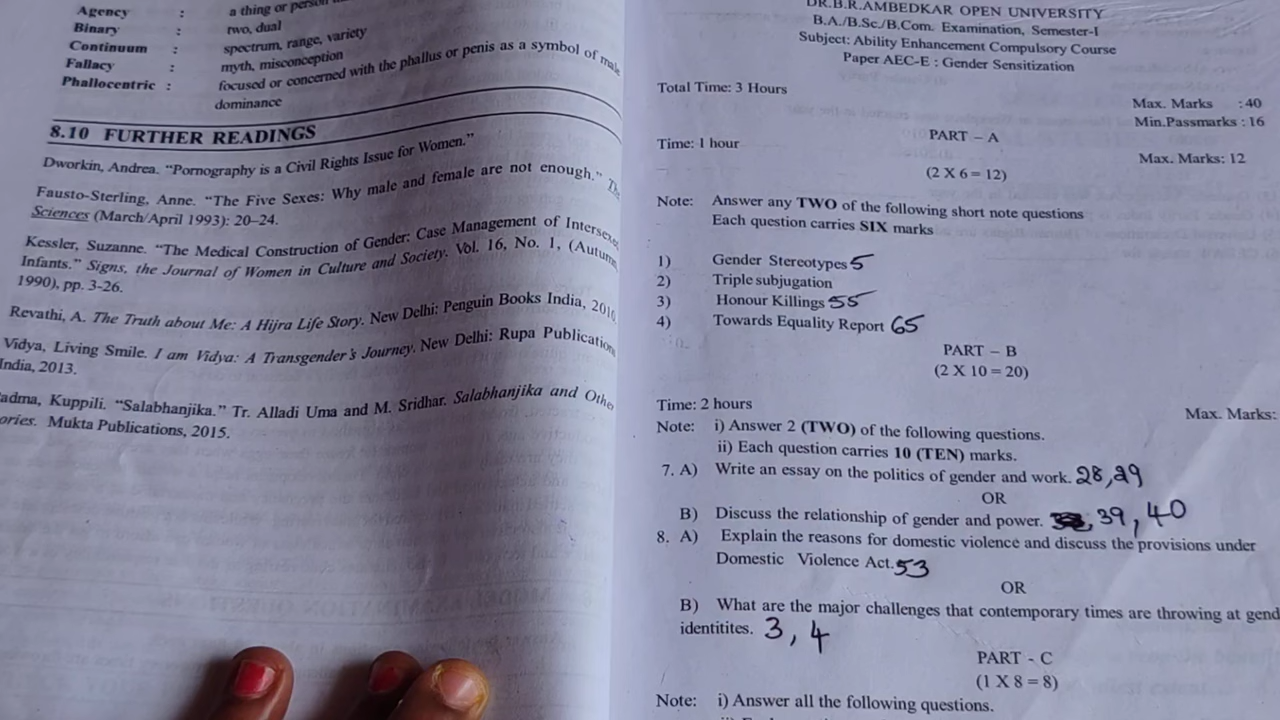 Agency : a thing or person
Binary : two, dual
Continuum : spectrum, range, variety
Fallacy : myth, misconception
Phallocentric : focused or concerned with the phallus or penis as a symbol of male
dominance
8.10 FURTHER READINGS
Dworkin, Andrea. “Pornography is a Civil Rights Issue for Women.”
Fausto-Sterling, Anne. “The Five Sexes: Why male and female are not enough.” The
Sciences (March/April 1993): 20–24.
Kessler, Suzanne. “The Medical Construction of Gender: Case Management of Intersexed
Infants.” Signs, the Journal of Women in Culture and Society. Vol. 16, No. 1, (Autumn,
1990), pp. 3-26.
Revathi, A. The Truth about Me: A Hijra Life Story. New Delhi: Penguin Books India, 2010.
Vidya, Living Smile. I am Vidya: A Transgender’s Journey. New Delhi: Rupa Publication
India, 2013.
adma, Kuppili. “Salabhanjika.” Tr. Alladi Uma and M. Sridhar. Salabhanjika and Other
ories. Mukta Publications, 2015.
DR.B.R.AMBEDKAR OPEN UNIVERSITY
B.A./B.Sc./B.Com. Examination, Semester-I
Subject: Ability Enhancement Compulsory Course
Paper AEC-E : Gender Sensitization
Total Time: 3 Hours
Max. Marks : 40
Min.Passmarks : 16
PART – A
Time: 1 hour
Max. Marks: 12
(2 X 6 = 12)
Note: Answer any TWO of the following short note questions
Each question carries SIX marks
1) Gender Stereotypes 5
2) Triple subjugation
3) Honour Killings 55
4) Towards Equality Report 65
PART – B
(2 X 10 = 20)
Time: 2 hours
Max. Marks:
Note: i) Answer 2 (TWO) of the following questions.
ii) Each question carries 10 (TEN) marks.
7. A) Write an essay on the politics of gender and work. 28, 29
OR
B) Discuss the relationship of gender and power. , 39, 40
8. A) Explain the reasons for domestic violence and discuss the provisions under
Domestic Violence Act. 53
OR
B) What are the major challenges that contemporary times are throwing at gend
identitites. 3, 4
PART - C
(1 X 8 = 8)
Note: i) Answer all the following questions.